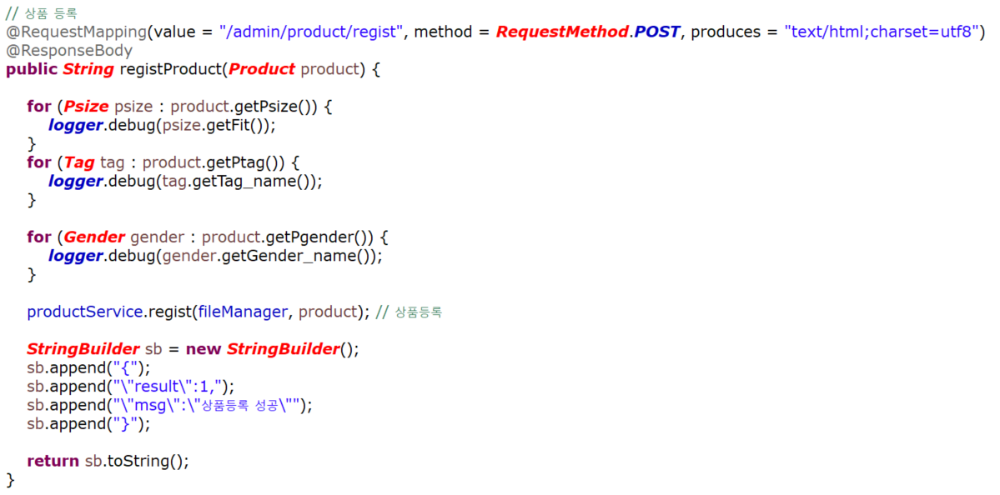 // 상품 등록
@RequestMapping(value = "/admin/product/regist", method = RequestMethod.POST, produces = "text/html;charset=utf8")
@ResponseBody
public String registProduct(Product product) {
for (Psize psize : product.getPsize()) {
logger.debug(psize.getFit());
}
for (Tag tag : product.getPtag()) {
logger.debug(tag.getTag_name());
}
for (Gender gender : product.getPgender()) {
logger.debug(gender.getGender_name());
}
productService.regist(fileManager, product); // 상품등록
StringBuilder sb = new StringBuilder();
sb.append("{");
sb.append("\"result\":1,");
sb.append("\"msg\":\"상품등록 성공\"");
sb.append("}");
return sb.toString();
}